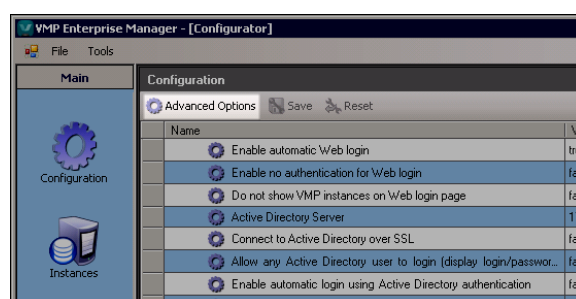 VMP Enterprise Manager - [Configurator]
File Tools
Main
Configuration
Advanced Options Save Reset
Name
Enable automatic Web login
Configuration
Enable no authentication for Web login
Do not show VMP instances on Web login page
Active Directory Server
Connect to Active Directory over SSL
Allow any Active Directory user to login (display login/passwor...
Instances
Enable automatic login using Active Directory authentication